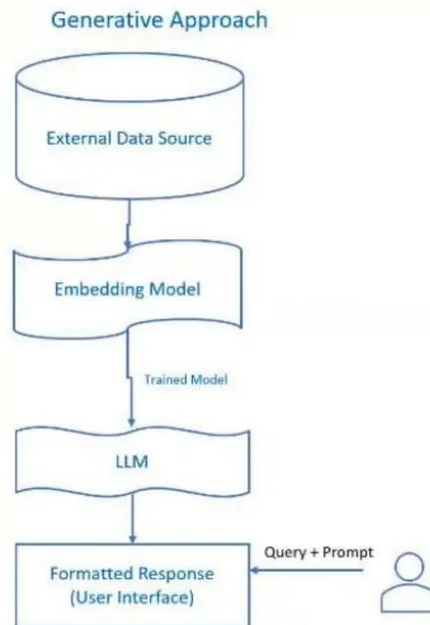 Generative Approach
External Data Source
Embedding Model
Trained Model
LLM
Query + Prompt
Formatted Response
(User Interface)